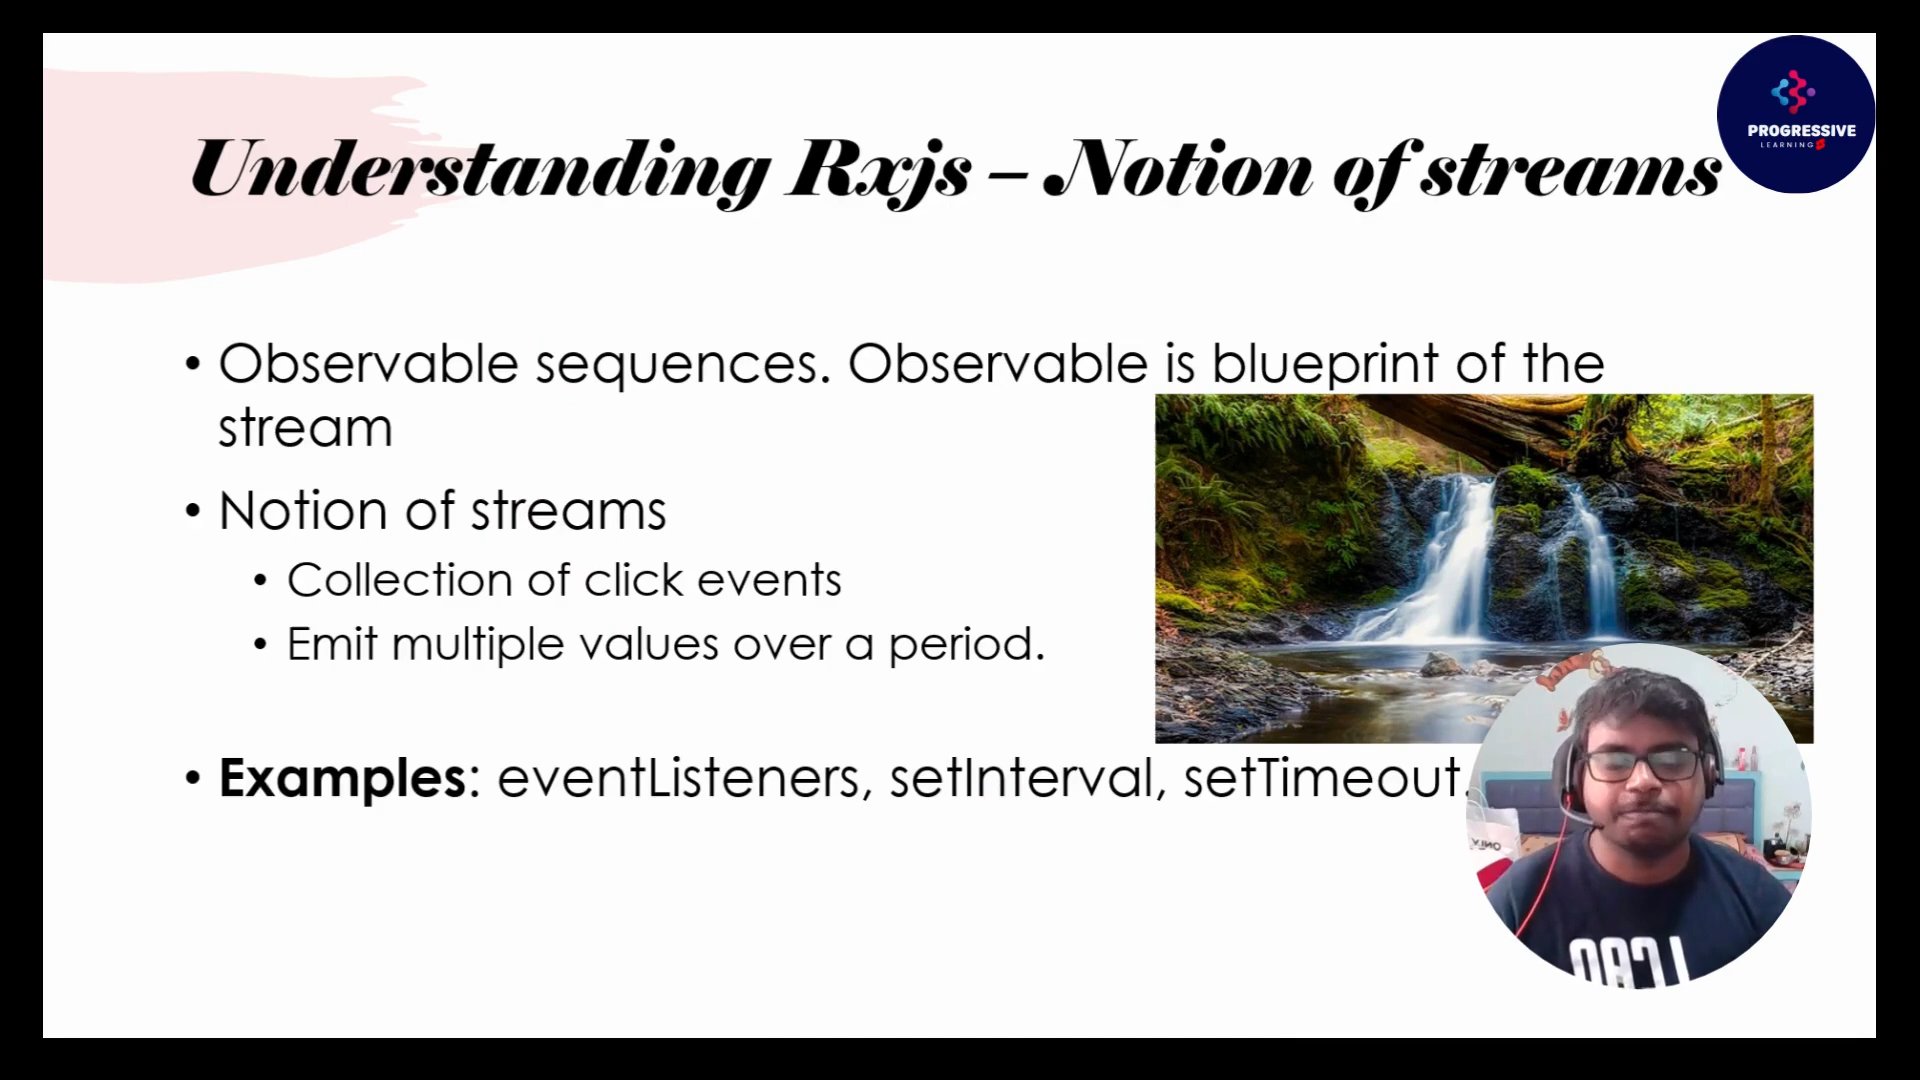 Understanding Rxjs – Notion of streams
PROGRESSIVE
LEARNING
• Observable sequences. Observable is blueprint of the
stream
• Notion of streams
• Collection of click events
• Emit multiple values over a period.
• Examples: eventListeners, setInterval, setTimeout.